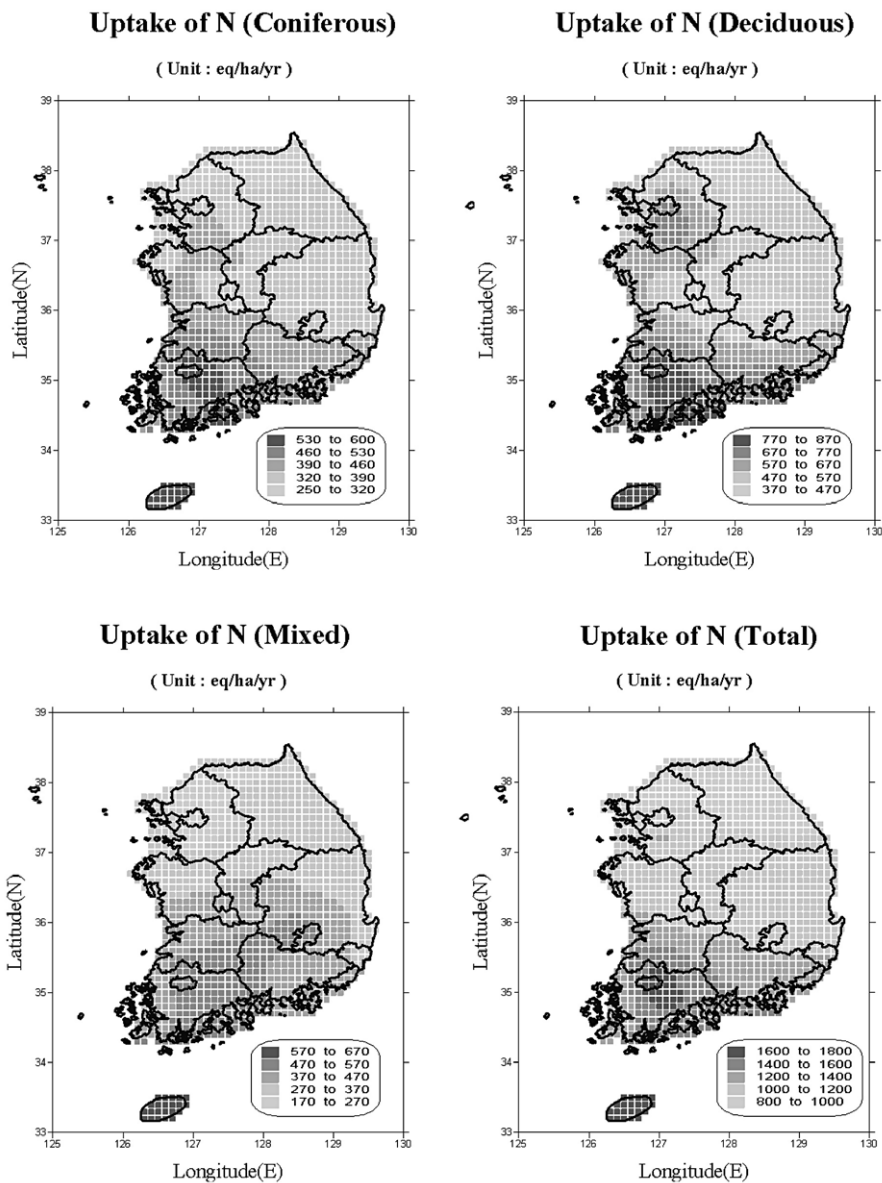 Uptake of N (Coniferous)
( Unit : eq/ha/yr )
39
38
37
36
35
34
33
Latitude(N)
530 to 600
460 to 530
390 to 460
320 to 390
250 to 320
125 126 127 128 129 130
Longitude(E)
Uptake of N (Deciduous)
( Unit : eq/ha/yr )
39
38
37
36
35
34
33
Latitude(N)
770 to 870
670 to 770
570 to 670
470 to 570
370 to 470
125 126 127 128 129 130
Longitude(E)
Uptake of N (Mixed)
( Unit : eq/ha/yr )
39
38
37
36
35
34
33
Latitude(N)
570 to 670
470 to 570
370 to 470
270 to 370
170 to 270
125 126 127 128 129 130
Longitude(E)
Uptake of N (Total)
( Unit : eq/ha/yr )
39
38
37
36
35
34
33
Latitude(N)
1600 to 1800
1400 to 1600
1200 to 1400
1000 to 1200
800 to 1000
125 126 127 128 129 130
Longitude(E)